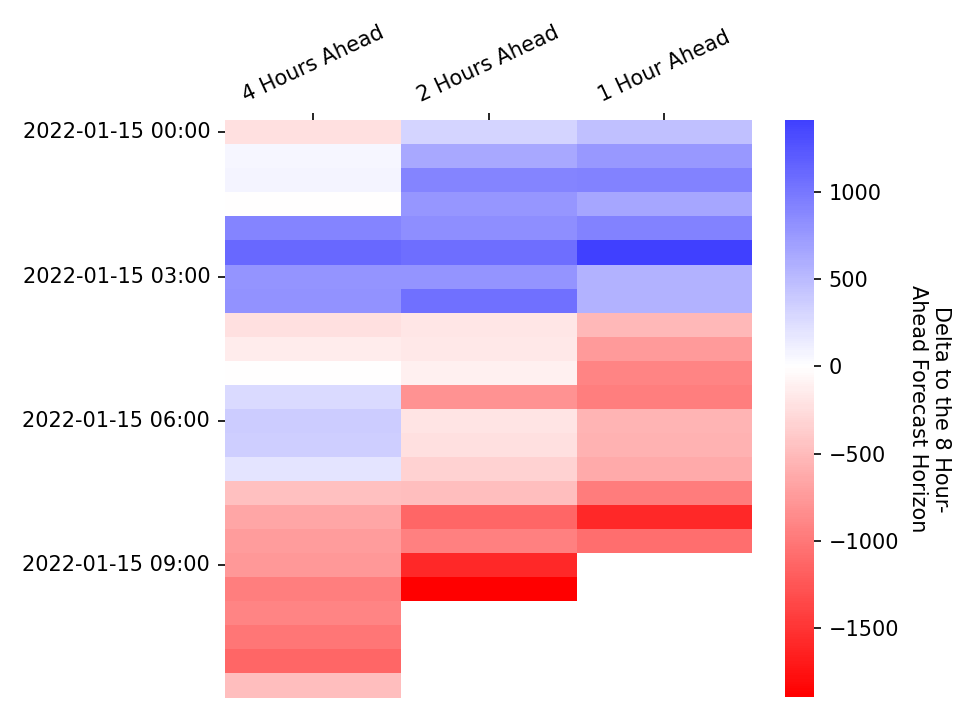 4 Hours Ahead
2 Hours Ahead
1 Hour Ahead
2022-01-15 00:00
2022-01-15 03:00
2022-01-15 06:00
2022-01-15 09:00
1000
500
0
−500
−1000
−1500
Delta to the 8 Hour-
Ahead Forecast Horizon